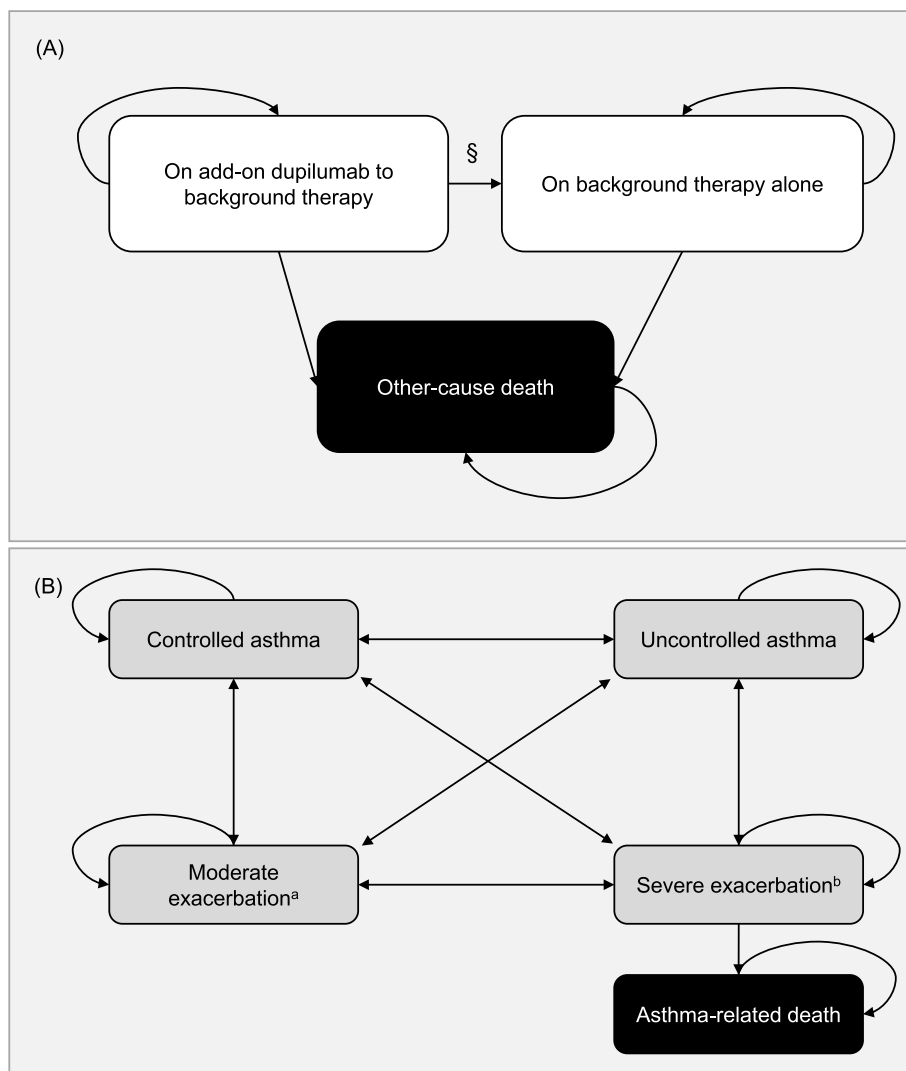 (A)
On add-on dupilumab to
background therapy
§
On background therapy alone
Other-cause death
(B)
Controlled asthma
Uncontrolled asthma
Moderate
exacerbationᵃ
Severe exacerbationᵇ
Asthma-related death